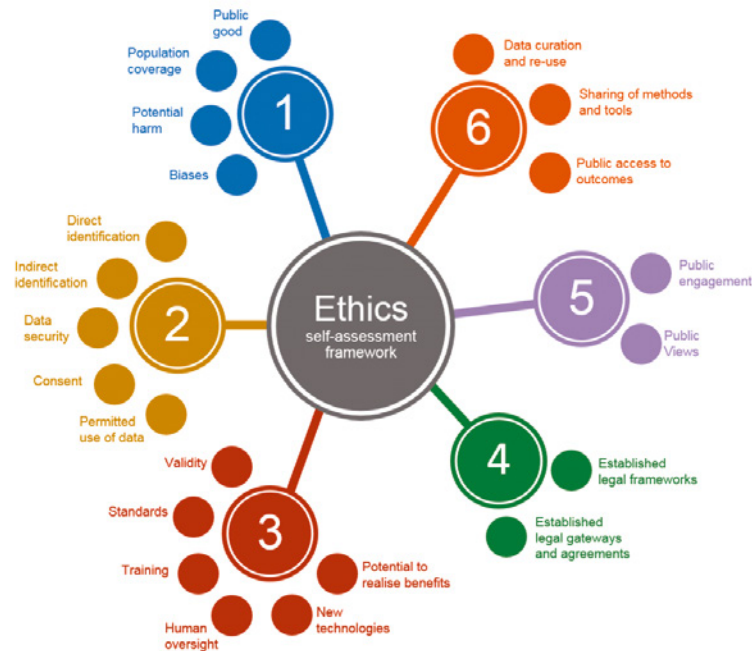 Ethics
self-assessment
framework
1
Public
good
Population
coverage
Potential
harm
Biases
2
Direct
identification
Indirect
identification
Data
security
Consent
Permitted
use of data
3
Validity
Standards
Training
Human
oversight
New
technologies
Potential to
realise benefits
4
Established
legal frameworks
Established
legal gateways
and agreements
5
Public
engagement
Public
Views
6
Data curation
and re-use
Sharing of methods
and tools
Public access to
outcomes